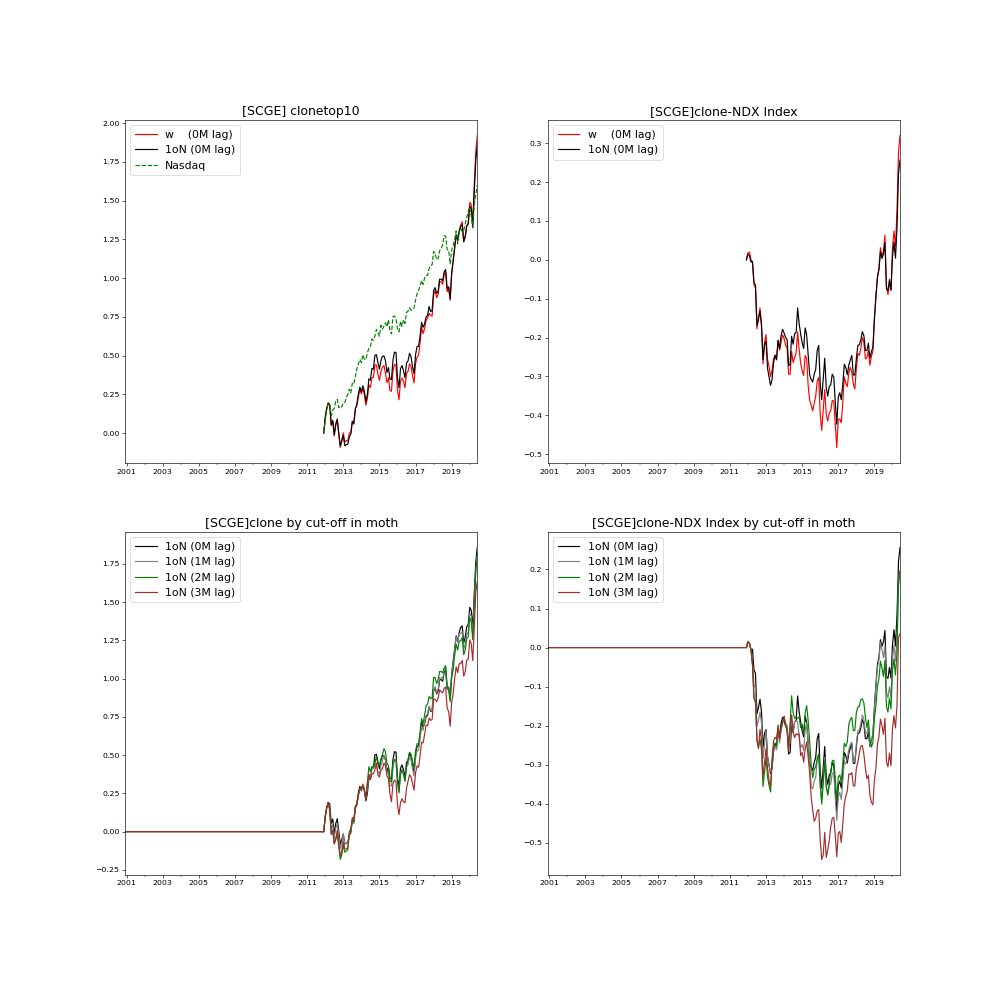 [SCGE] clonetop10
w    (0M lag)
1oN (0M lag)
Nasdaq
2.00
1.75
1.50
1.25
1.00
0.75
0.50
0.25
0.00
2001 2003 2005 2007 2009 2011 2013 2015 2017 2019
[SCGE]clone-NDX Index
w    (0M lag)
1oN (0M lag)
0.3
0.2
0.1
0.0
−0.1
−0.2
−0.3
−0.4
−0.5
2001 2003 2005 2007 2009 2011 2013 2015 2017 2019
[SCGE]clone by cut-off in moth
1oN (0M lag)
1oN (1M lag)
1oN (2M lag)
1oN (3M lag)
1.75
1.50
1.25
1.00
0.75
0.50
0.25
0.00
−0.25
2001 2003 2005 2007 2009 2011 2013 2015 2017 2019
[SCGE]clone-NDX Index by cut-off in moth
1oN (0M lag)
1oN (1M lag)
1oN (2M lag)
1oN (3M lag)
0.2
0.1
0.0
−0.1
−0.2
−0.3
−0.4
−0.5
2001 2003 2005 2007 2009 2011 2013 2015 2017 2019